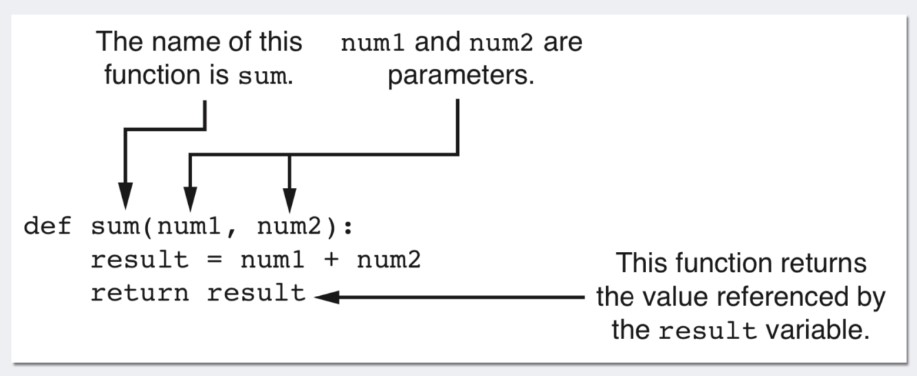 The name of this
function is sum.
num1 and num2 are
parameters.
def sum(num1, num2):
    result = num1 + num2
    return result
This function returns
the value referenced by
the result variable.